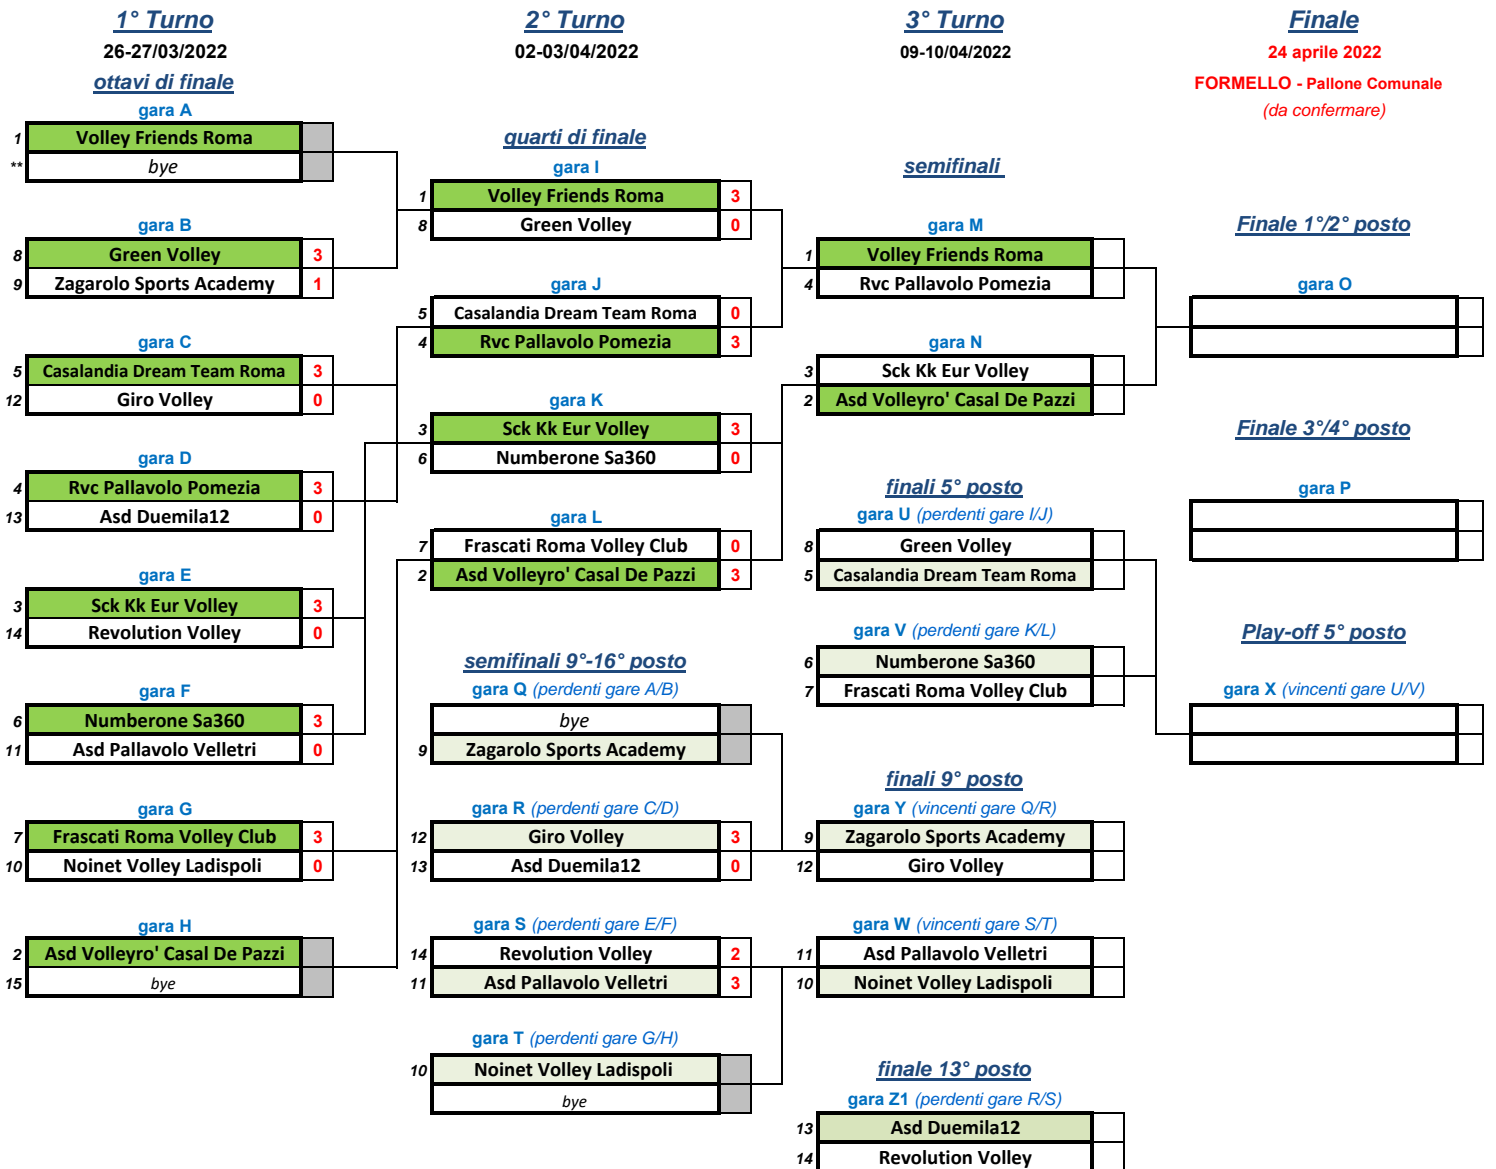 1° Turno
26-27/03/2022
ottavi di finale
gara A
1 Volley Friends Roma
** bye
gara B
8 Green Volley 3
9 Zagarolo Sports Academy 1
gara C
5 Casalandia Dream Team Roma 3
12 Giro Volley 0
gara D
4 Rvc Pallavolo Pomezia 3
13 Asd Duemila12 0
gara E
3 Sck Kk Eur Volley 3
14 Revolution Volley 0
gara F
6 Numberone Sa360 3
11 Asd Pallavolo Velletri 0
gara G
7 Frascati Roma Volley Club 3
10 Noinet Volley Ladispoli 0
gara H
2 Asd Volleyro' Casal De Pazzi
15 bye
2° Turno
02-03/04/2022
quarti di finale
gara I
1 Volley Friends Roma 3
8 Green Volley 0
gara J
5 Casalandia Dream Team Roma 0
4 Rvc Pallavolo Pomezia 3
gara K
3 Sck Kk Eur Volley 3
6 Numberone Sa360 0
gara L
7 Frascati Roma Volley Club 0
2 Asd Volleyro' Casal De Pazzi 3
semifinali 9°-16° posto
gara Q (perdenti gare A/B)
bye
9 Zagarolo Sports Academy
gara R (perdenti gare C/D)
12 Giro Volley 3
13 Asd Duemila12 0
gara S (perdenti gare E/F)
14 Revolution Volley 2
11 Asd Pallavolo Velletri 3
gara T (perdenti gare G/H)
10 Noinet Volley Ladispoli
bye
3° Turno
09-10/04/2022
semifinali
gara M
1 Volley Friends Roma
4 Rvc Pallavolo Pomezia
gara N
3 Sck Kk Eur Volley
2 Asd Volleyro' Casal De Pazzi
finali 5° posto
gara U (perdenti gare I/J)
8 Green Volley
5 Casalandia Dream Team Roma
gara V (perdenti gare K/L)
6 Numberone Sa360
7 Frascati Roma Volley Club
finali 9° posto
gara Y (vincenti gare Q/R)
9 Zagarolo Sports Academy
12 Giro Volley
gara W (vincenti gare S/T)
11 Asd Pallavolo Velletri
10 Noinet Volley Ladispoli
finale 13° posto
gara Z1 (perdenti gare R/S)
13 Asd Duemila12
14 Revolution Volley
Finale
24 aprile 2022
FORMELLO - Pallone Comunale
(da confermare)
Finale 1°/2° posto
gara O
Finale 3°/4° posto
gara P
Play-off 5° posto
gara X (vincenti gare U/V)